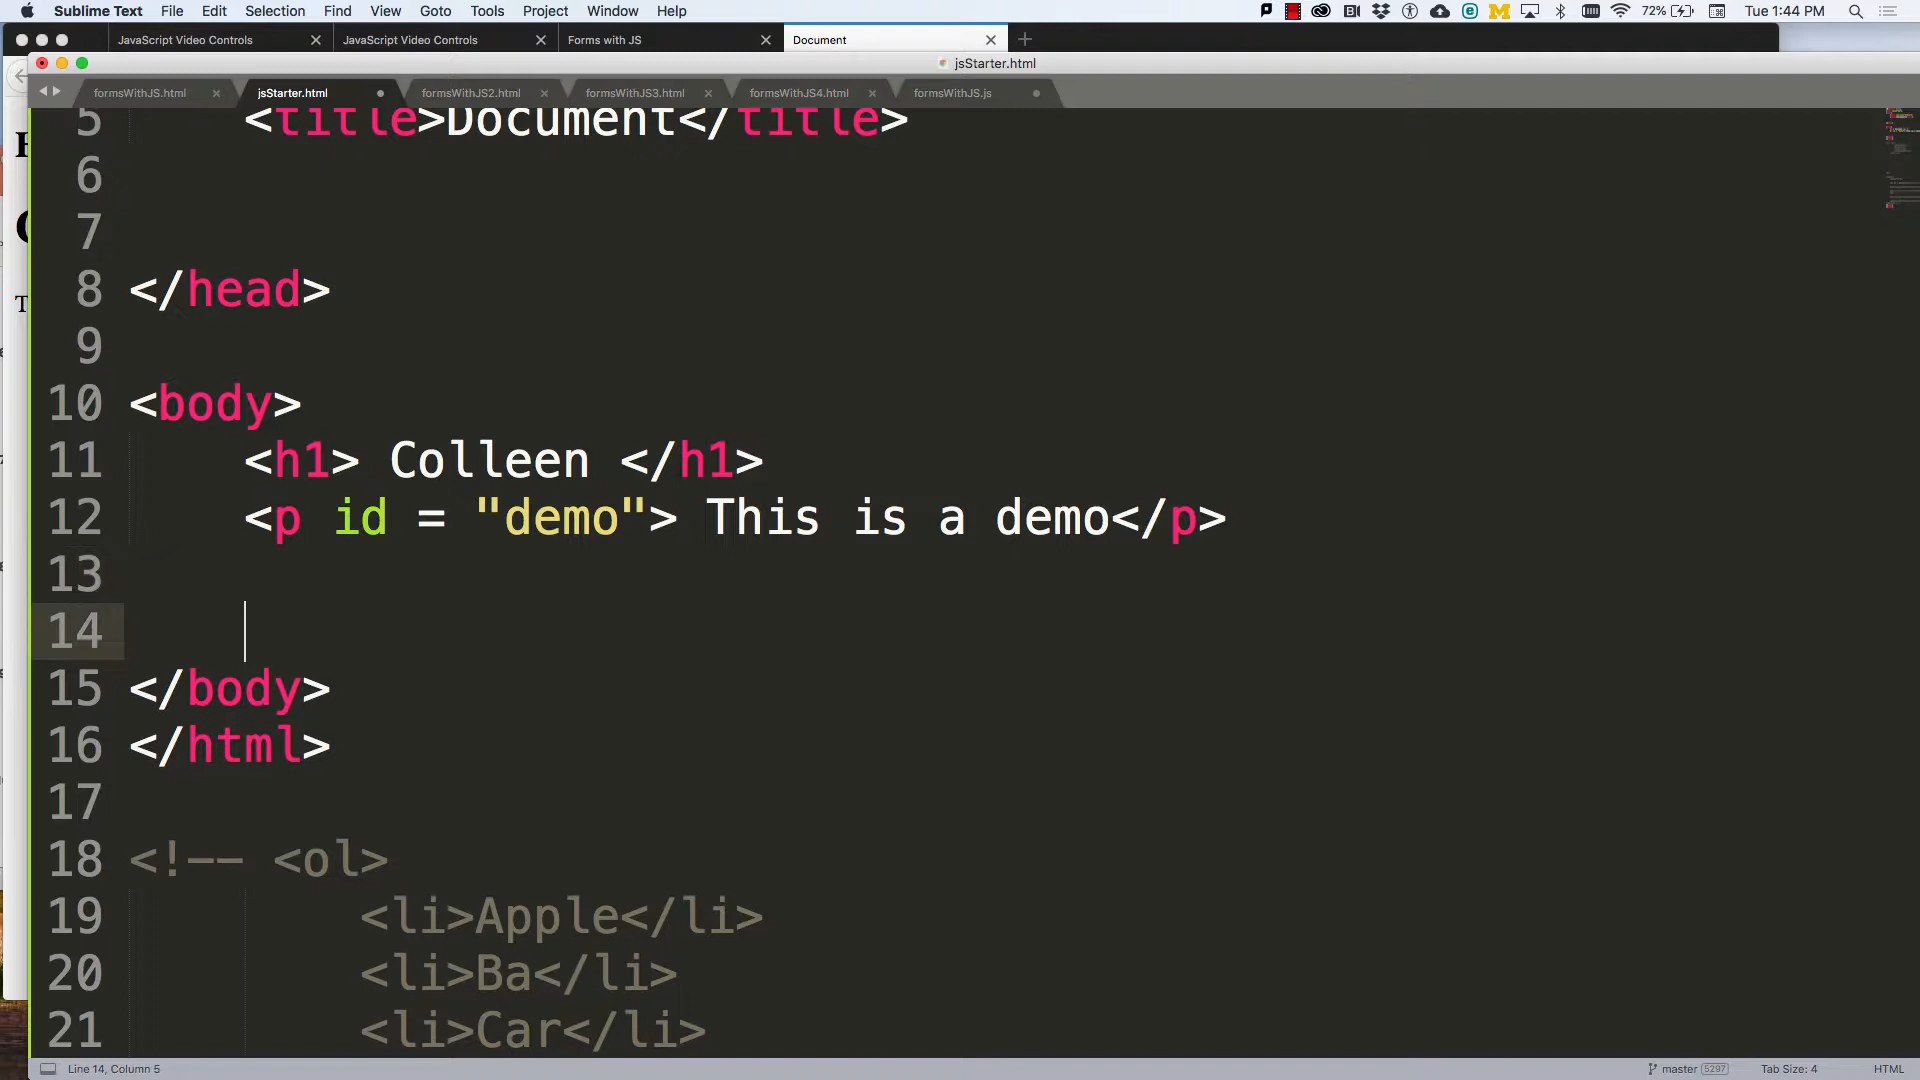 Sublime Text File Edit Selection Find View Goto Tools Project Window Help 72% Tue 1:44 PM
JavaScript Video Controls JavaScript Video Controls Forms with JS Document
jsStarter.html
formsWithJS.html jsStarter.html formsWithJS2.html formsWithJS3.html formsWithJS4.html formsWithJS.js
5 <title>Document</title>
6
7
8 </head>
9
10 <body>
11 <h1> Colleen </h1>
12 <p id = "demo"> This is a demo</p>
13
14
15 </body>
16 </html>
17
18 <!-- <ol>
19 <li>Apple</li>
20 <li>Ba</li>
21 <li>Car</li>
Line 14, Column 5 master 5297 Tab Size: 4 HTML